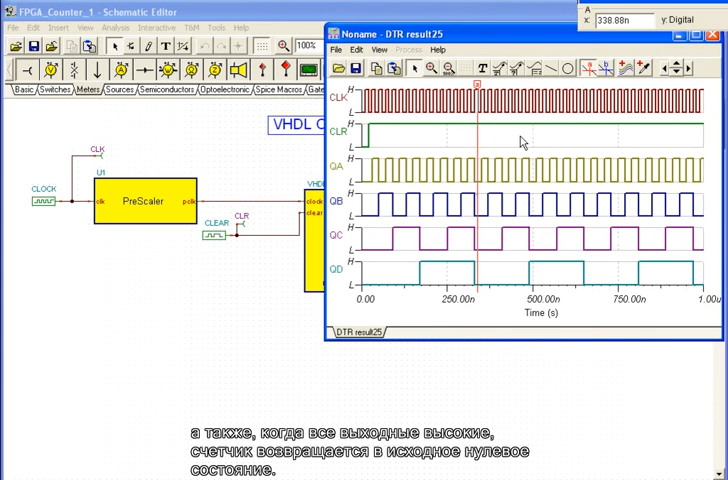 FPGA_Counter_1 - Schematic Editor
File Edit Insert View Analysis Interactive T&M Tools H
100%
Basic Switches Meters Sources Semiconductors Optoelectronic Spice Macros Gate
VHDL C
CLK
U1
CLOCK
clk PreScaler pclk
CLEAR
CLR
VHD
clock
clear
A
x: 338.88n y: Digital
Noname - DTR result25
File Edit View Process Help
T
a b
a
CLK H
L
CLR H
L
QA H
L
QB H
L
QC H
L
QD H
L
0.00 250.00n 500.00n 750.00n 1.00u
Time (s)
DTR result25
а также, когда все выходные высокие,
счетчик возвращается в исходное нулевое
состояние.